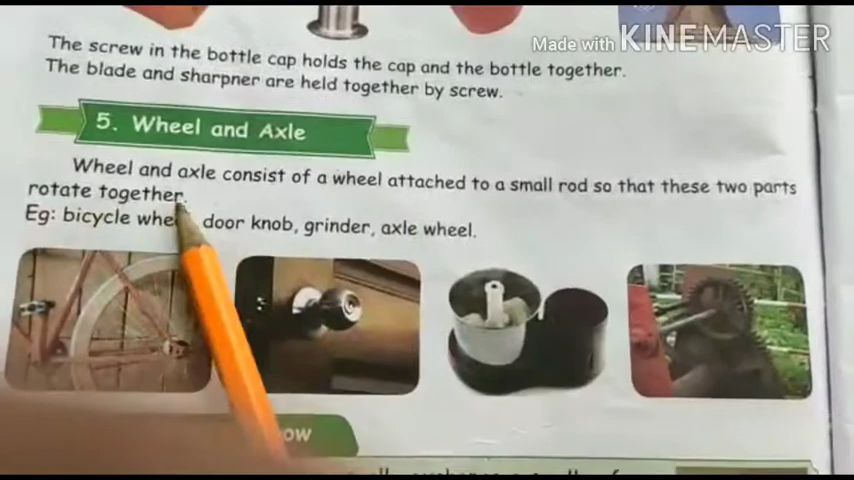 Made with KINEMASTER
The screw in the bottle cap holds the cap and the bottle together.
The blade and sharpner are held together by screw.
5. Wheel and Axle
Wheel and axle consist of a wheel attached to a small rod so that these two parts
rotate together.
Eg: bicycle door knob, grinder, axle wheel.